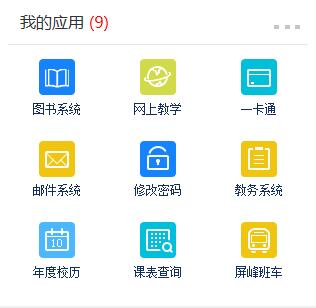 我的应用 (9)
图书系统 网上教学 一卡通
邮件系统 修改密码 教务系统
10
年度校历 课表查询 屏峰班车